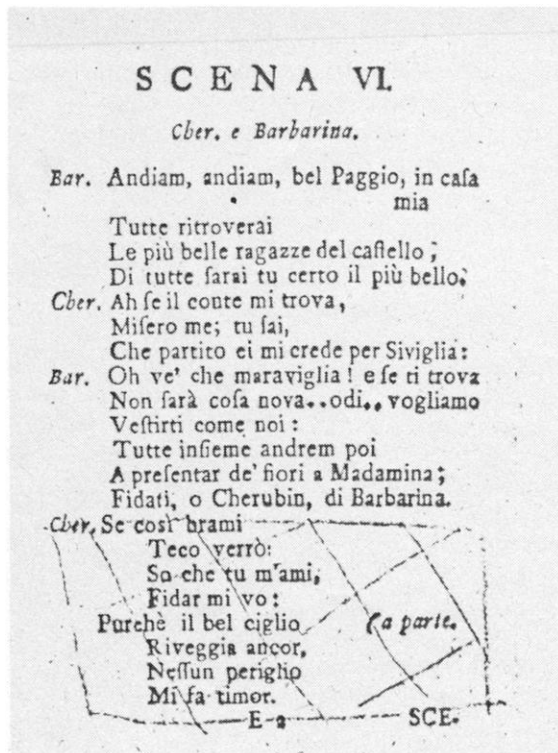 SCENA VI.
Cher. e Barbarina.
Bar. Andiam, andiam, bel Paggio, in caſa
mia
Tutte ritroverai
Le più belle ragazze del caſtello;
Di tutte ſarai tu certo il più bello.
Cher. Ah ſe il conte mi trova,
Miſero me; tu ſai,
Che partito ei mi crede per Siviglia:
Bar. Oh ve' che maraviglia! e ſe ti trova
Non ſarà coſa nova..odi.. vogliamo
Veſtirti come noi:
Tutte inſieme andrem poi
A preſentar de' fiori a Madamina;
Fidati, o Cherubin, di Barbarina.
Cher. Se così brami
Teco verrò:
So che tu m'ami,
Fidar mi vo:
Purchè il bel ciglio (a parte.
Riveggia ancor,
Neſſun periglio
Mi fa timor.
E a SCE.